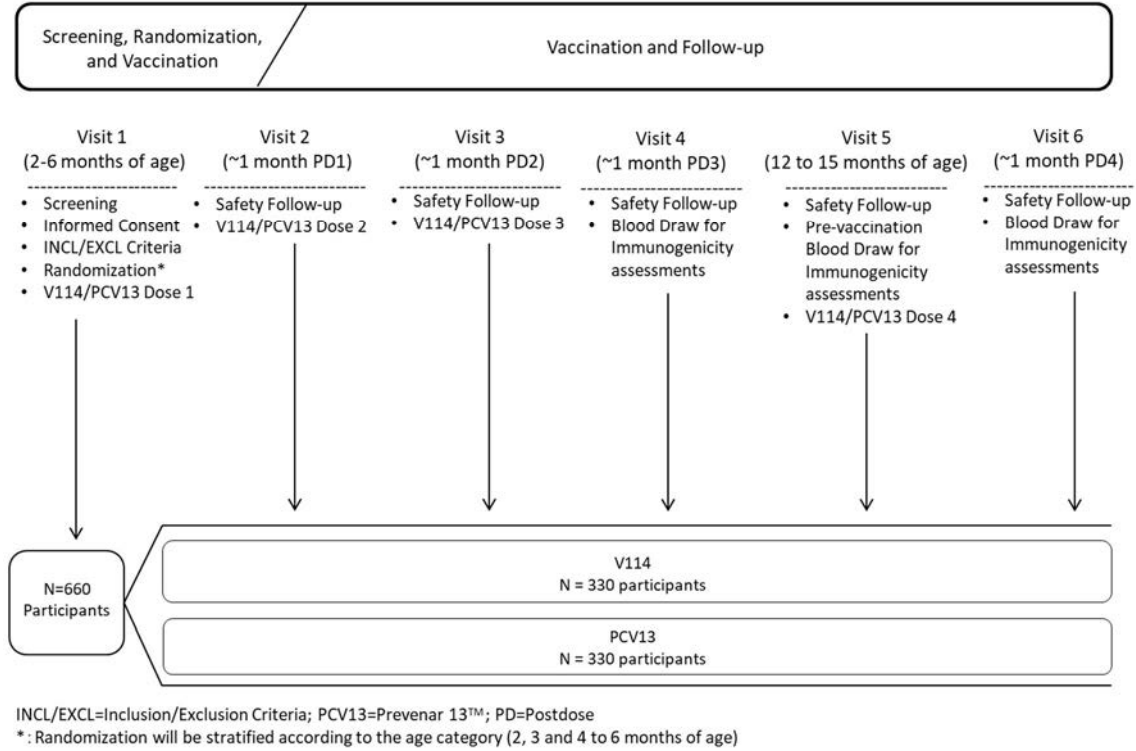 Screening, Randomization,
and Vaccination
Vaccination and Follow-up
Visit 1
(2-6 months of age)
• Screening
• Informed Consent
• INCL/EXCL Criteria
• Randomization*
• V114/PCV13 Dose 1
Visit 2
(~1 month PD1)
• Safety Follow-up
• V114/PCV13 Dose 2
Visit 3
(~1 month PD2)
• Safety Follow-up
• V114/PCV13 Dose 3
Visit 4
(~1 month PD3)
• Safety Follow-up
• Blood Draw for
Immunogenicity
assessments
Visit 5
(12 to 15 months of age)
• Safety Follow-up
• Pre-vaccination
Blood Draw for
Immunogenicity
assessments
• V114/PCV13 Dose 4
Visit 6
(~1 month PD4)
• Safety Follow-up
• Blood Draw for
Immunogenicity
assessments
N=660
Participants
V114
N = 330 participants
PCV13
N = 330 participants
INCL/EXCL=Inclusion/Exclusion Criteria; PCV13=Prevenar 13™; PD=Postdose
*: Randomization will be stratified according to the age category (2, 3 and 4 to 6 months of age)